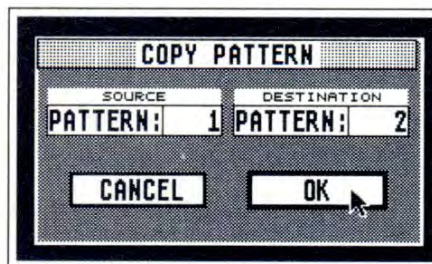 COPY PATTERN
SOURCE DESTINATION
PATTERN: 1 PATTERN: 2
CANCEL OK